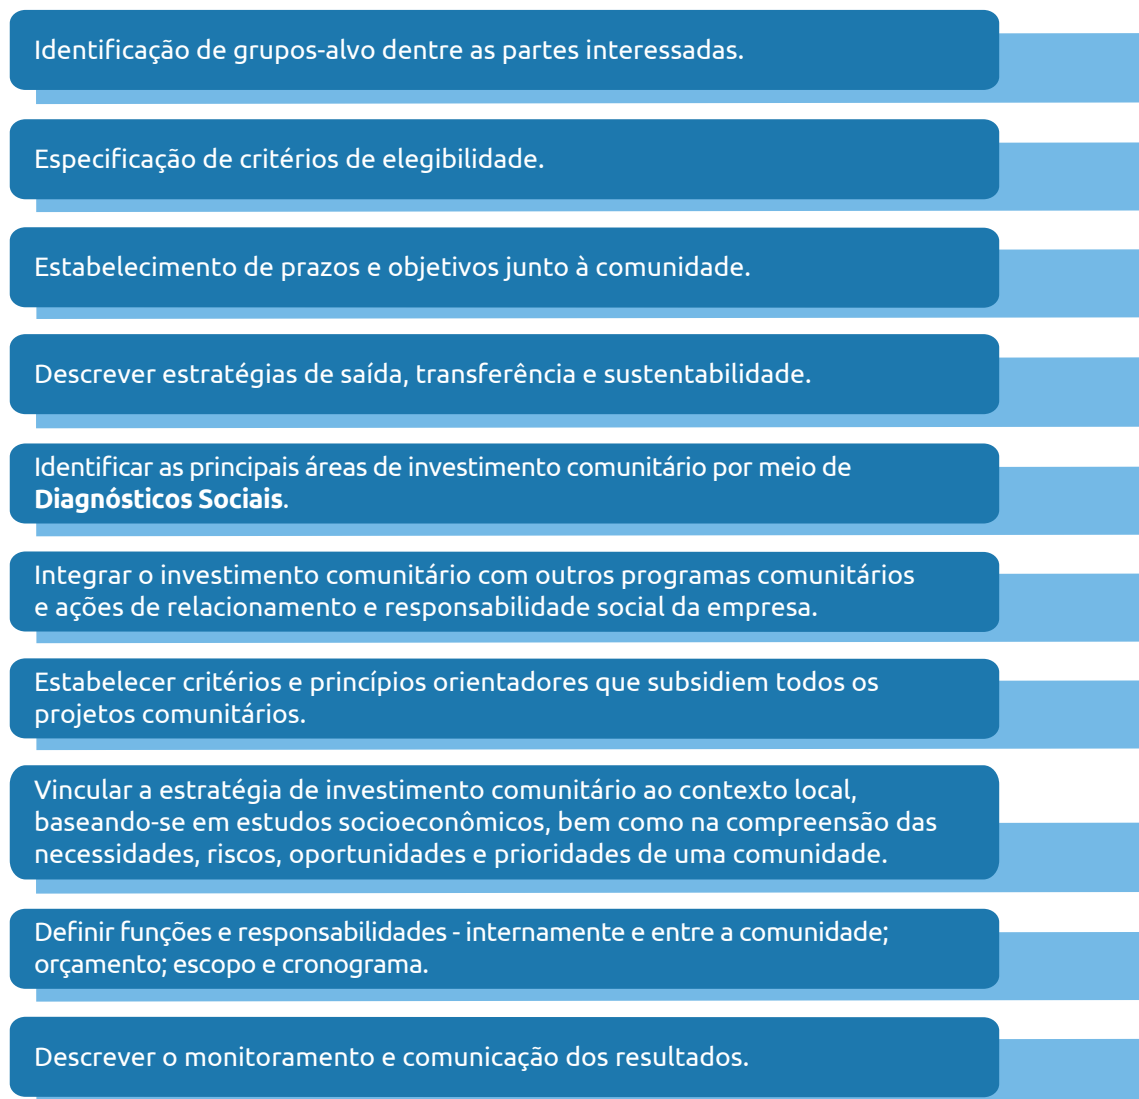 Identificação de grupos-alvo dentre as partes interessadas.
Especificação de critérios de elegibilidade.
Estabelecimento de prazos e objetivos junto à comunidade.
Descrever estratégias de saída, transferência e sustentabilidade.
Identificar as principais áreas de investimento comunitário por meio de
Diagnósticos Sociais.
Integrar o investimento comunitário com outros programas comunitários
e ações de relacionamento e responsabilidade social da empresa.
Estabelecer critérios e princípios orientadores que subsidiem todos os
projetos comunitários.
Vincular a estratégia de investimento comunitário ao contexto local,
baseando-se em estudos socioeconômicos, bem como na compreensão das
necessidades, riscos, oportunidades e prioridades de uma comunidade.
Definir funções e responsabilidades - internamente e entre a comunidade;
orçamento; escopo e cronograma.
Descrever o monitoramento e comunicação dos resultados.